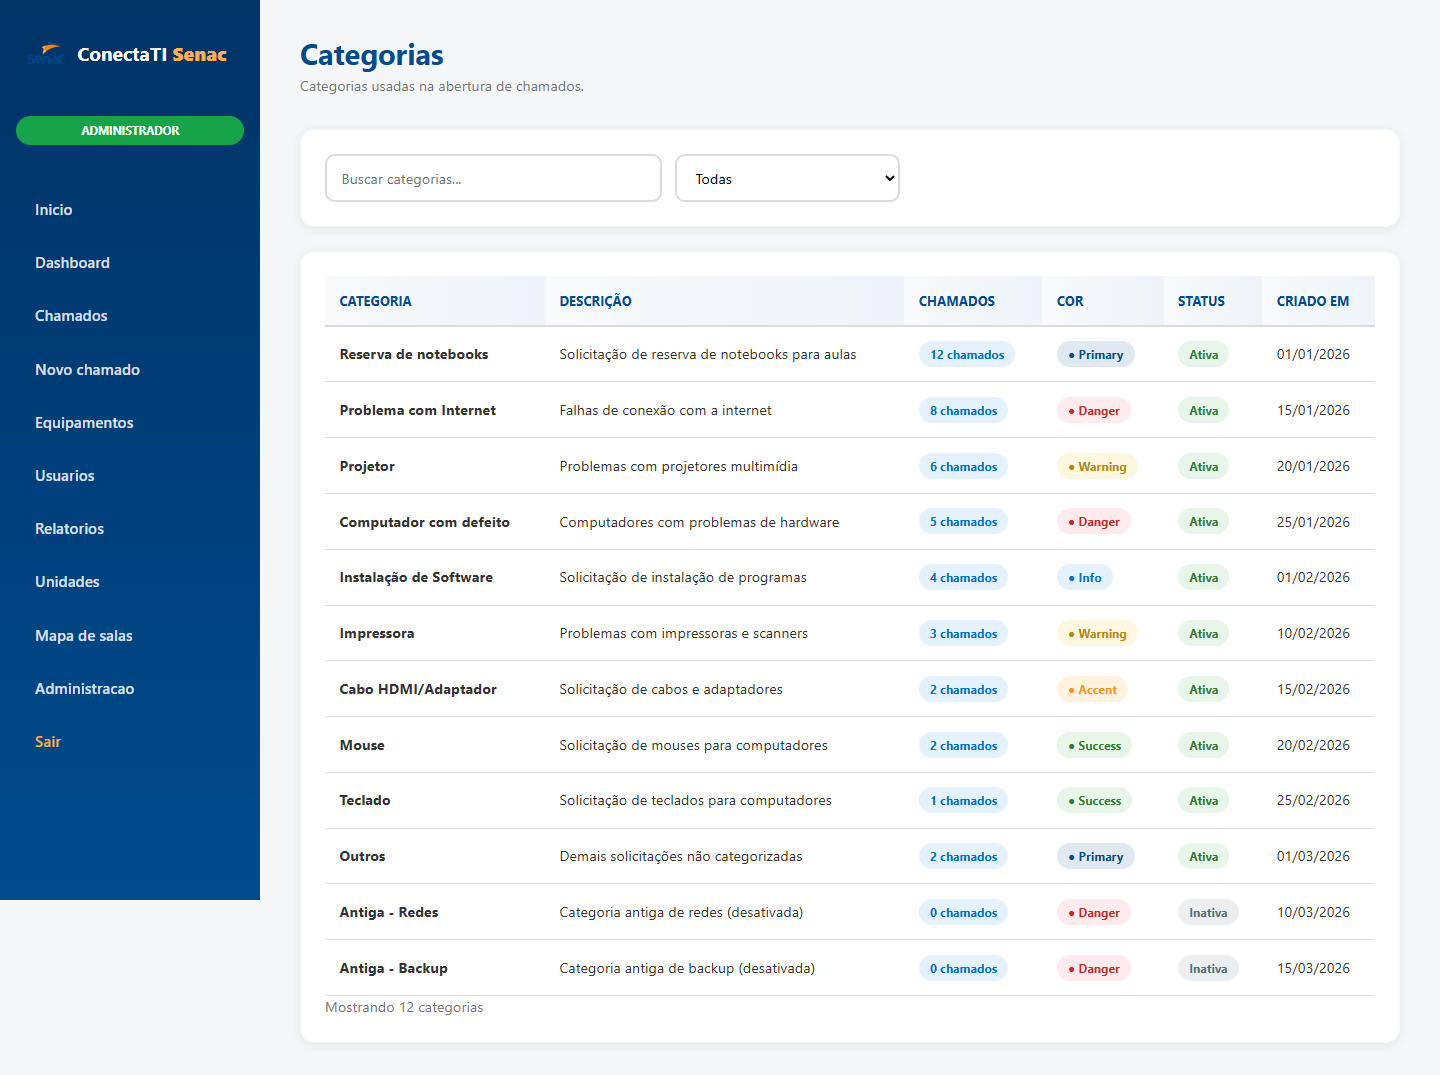 Senac
ConectaTI Senac
ADMINISTRADOR
Inicio
Dashboard
Chamados
Novo chamado
Equipamentos
Usuarios
Relatorios
Unidades
Mapa de salas
Administracao
Sair
Categorias
Categorias usadas na abertura de chamados.
Buscar categorias... Todas
CATEGORIA DESCRIÇÃO CHAMADOS COR STATUS CRIADO EM
Reserva de notebooks Solicitação de reserva de notebooks para aulas 12 chamados • Primary Ativa 01/01/2026
Problema com Internet Falhas de conexão com a internet 8 chamados • Danger Ativa 15/01/2026
Projetor Problemas com projetores multimídia 6 chamados • Warning Ativa 20/01/2026
Computador com defeito Computadores com problemas de hardware 5 chamados • Danger Ativa 25/01/2026
Instalação de Software Solicitação de instalação de programas 4 chamados • Info Ativa 01/02/2026
Impressora Problemas com impressoras e scanners 3 chamados • Warning Ativa 10/02/2026
Cabo HDMI/Adaptador Solicitação de cabos e adaptadores 2 chamados • Accent Ativa 15/02/2026
Mouse Solicitação de mouses para computadores 2 chamados • Success Ativa 20/02/2026
Teclado Solicitação de teclados para computadores 1 chamados • Success Ativa 25/02/2026
Outros Demais solicitações não categorizadas 2 chamados • Primary Ativa 01/03/2026
Antiga - Redes Categoria antiga de redes (desativada) 0 chamados • Danger Inativa 10/03/2026
Antiga - Backup Categoria antiga de backup (desativada) 0 chamados • Danger Inativa 15/03/2026
Mostrando 12 categorias